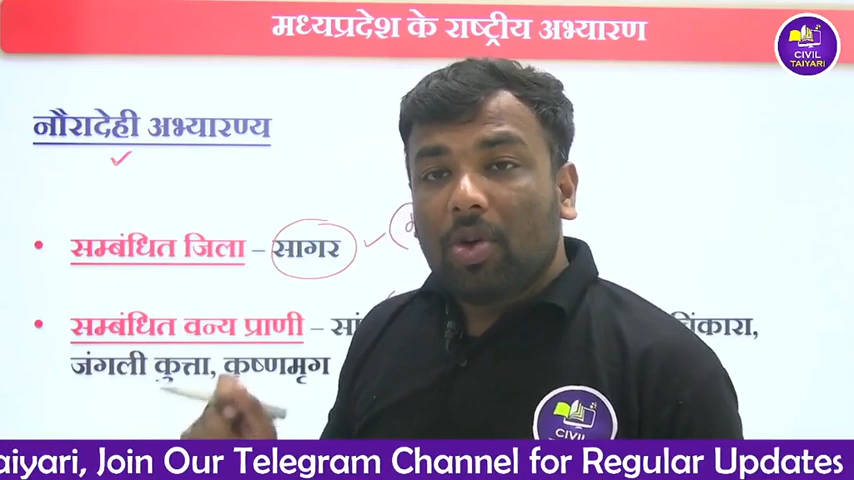 मध्यप्रदेश के राष्ट्रीय अभ्यारण
CIVIL
TAIYARI
नौरादेही अभ्यारण्य
• सम्बंधित जिला – सागर
• सम्बंधित वन्य प्राणी –
जंगली कुत्ता, कृष्णमृग
CIVIL
aiyari, Join Our Telegram Channel for Regular Updates